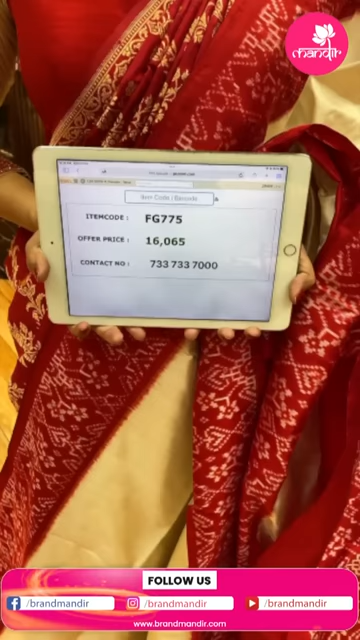 mandir
Item Code / Barcode
ITEMCODE : FG775
OFFER PRICE : 16,065
CONTACT NO : 733 733 7000
FOLLOW US
/brandmandir /brandmandir /brandmandir
www.brandmandir.com